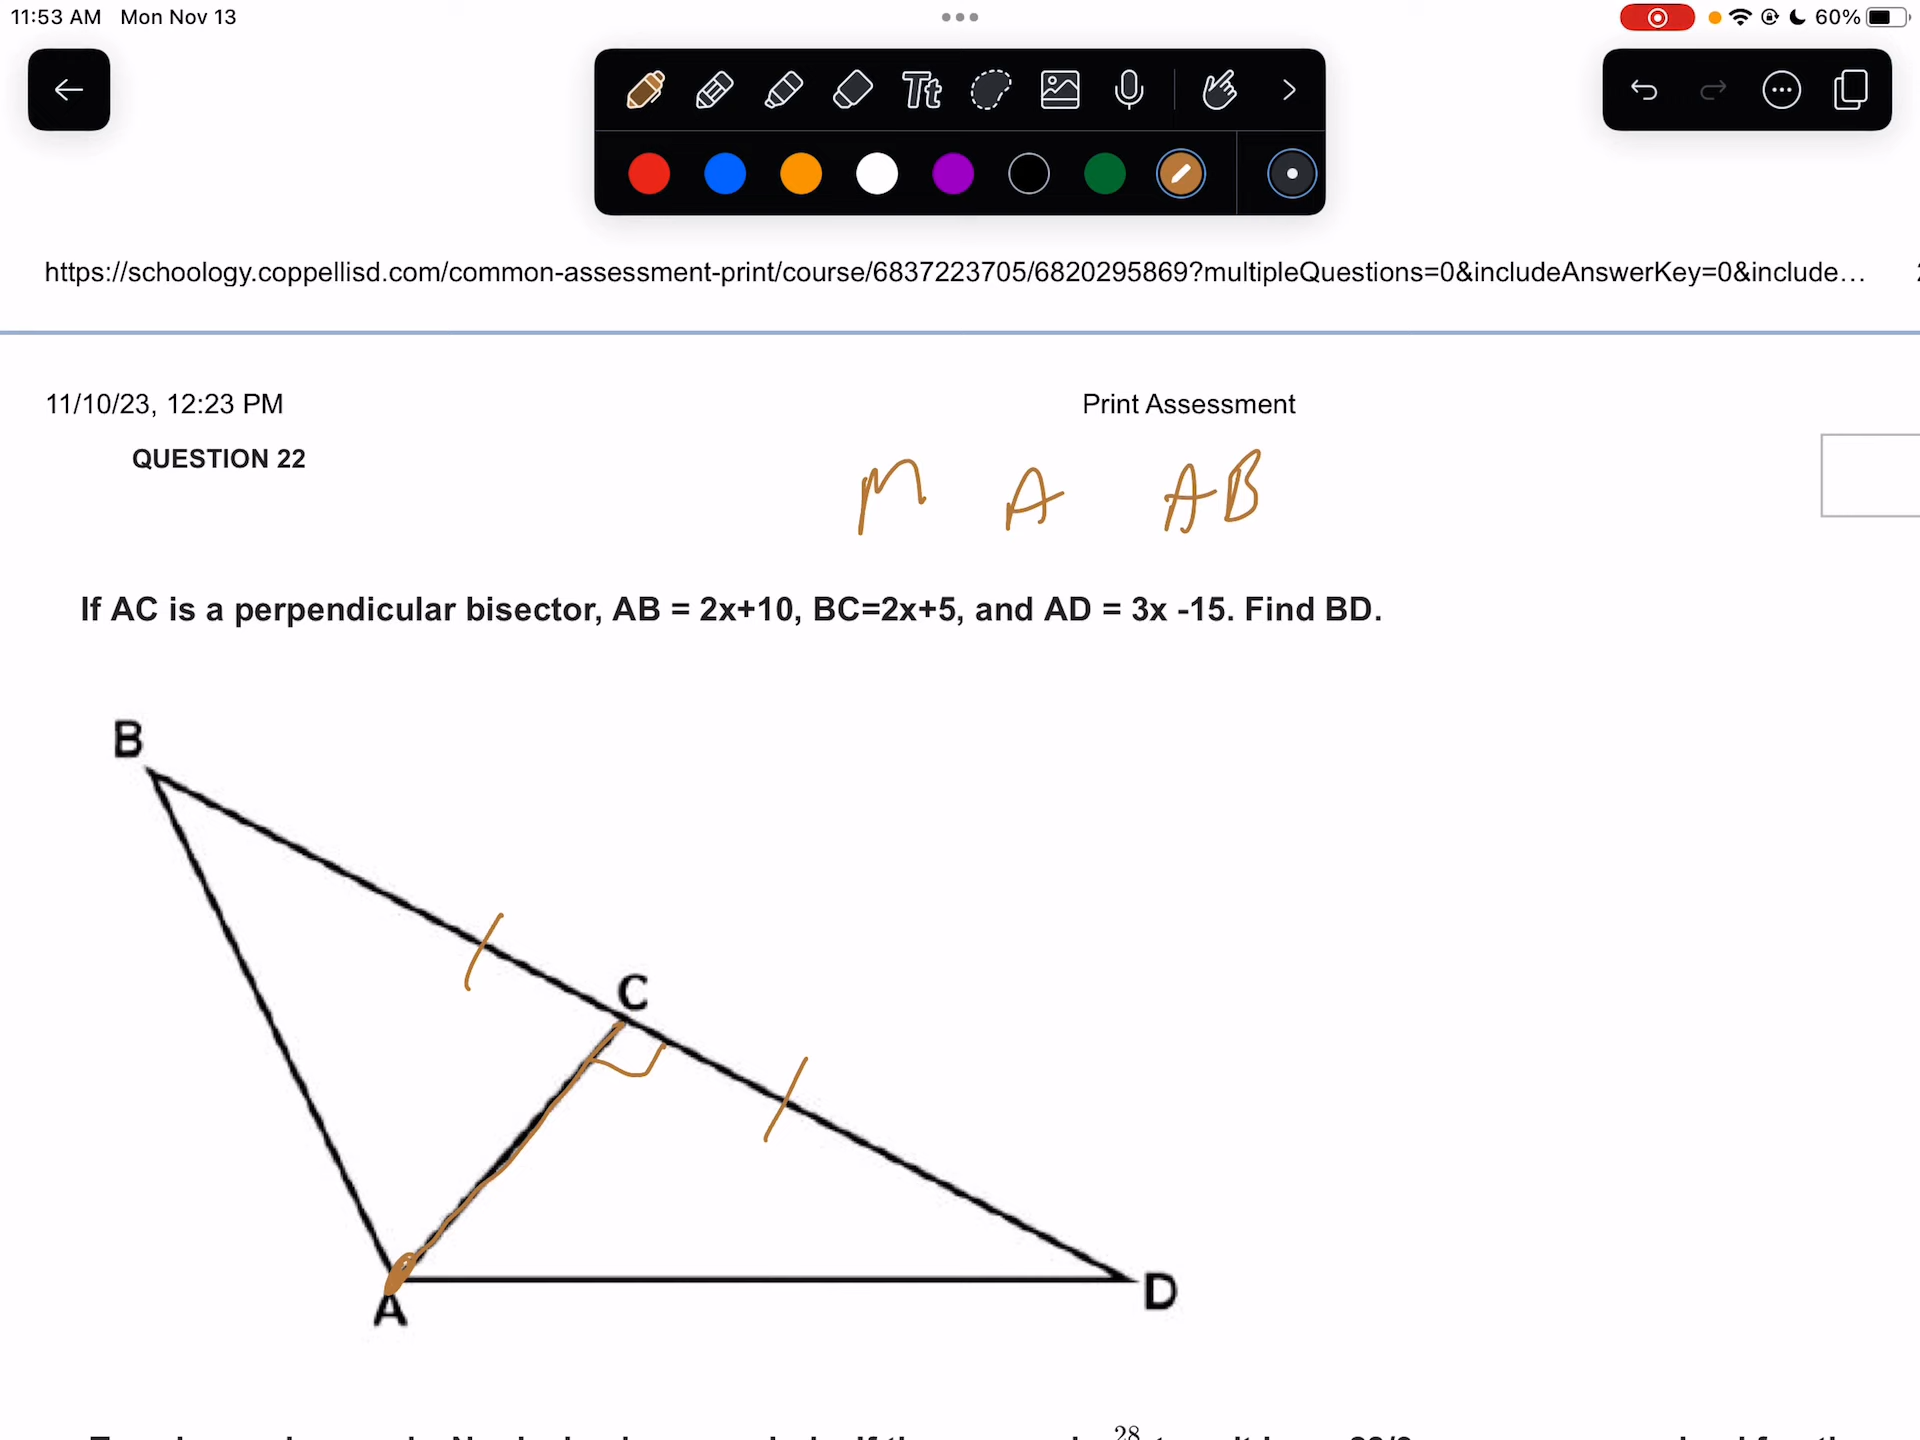 11:53 AM Mon Nov 13
60%
Tt
https://schoology.coppellisd.com/common-assessment-print/course/6837223705/6820295869?multipleQuestions=0&includeAnswerKey=0&include…
11/10/23, 12:23 PM Print Assessment
QUESTION 22
M A AB
If AC is a perpendicular bisector, AB = 2x+10, BC=2x+5, and AD = 3x -15. Find BD.
B
C
A
D
28